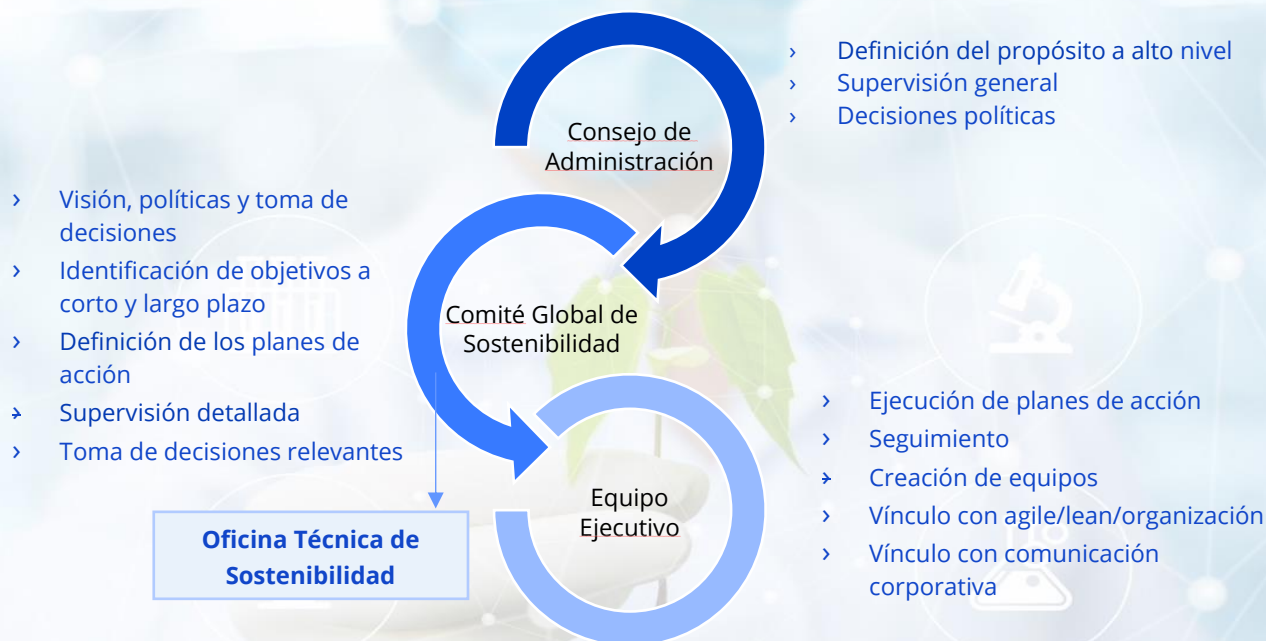 › Definición del propósito a alto nivel
› Supervisión general
› Decisiones políticas
Consejo de
Administración
› Visión, políticas y toma de
decisiones
› Identificación de objetivos a
corto y largo plazo
› Definición de los planes de
acción
› Supervisión detallada
› Toma de decisiones relevantes
Comité Global de
Sostenibilidad
Oficina Técnica de
Sostenibilidad
Equipo
Ejecutivo
› Ejecución de planes de acción
› Seguimiento
› Creación de equipos
› Vínculo con agile/lean/organización
› Vínculo con comunicación
corporativa